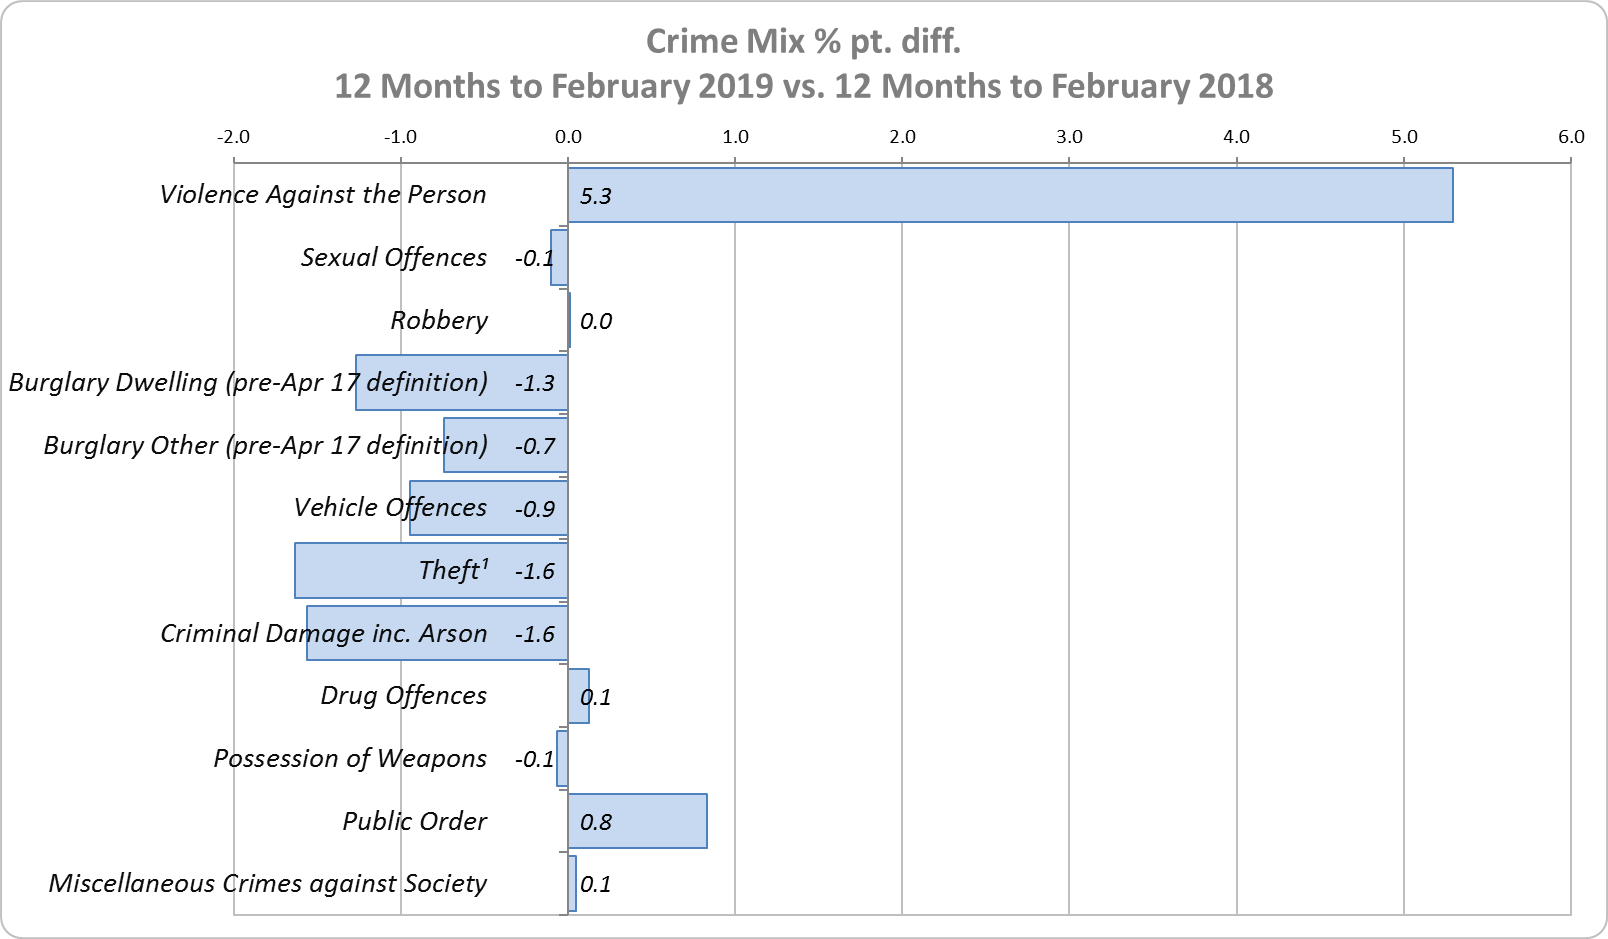 Crime Mix % pt. diff.
12 Months to February 2019 vs. 12 Months to February 2018
-2.0 -1.0 0.0 1.0 2.0 3.0 4.0 5.0 6.0
Violence Against the Person 5.3
Sexual Offences -0.1
Robbery 0.0
Burglary Dwelling (pre-Apr 17 definition) -1.3
Burglary Other (pre-Apr 17 definition) -0.7
Vehicle Offences -0.9
Theft¹ -1.6
Criminal Damage inc. Arson -1.6
Drug Offences 0.1
Possession of Weapons -0.1
Public Order 0.8
Miscellaneous Crimes against Society 0.1